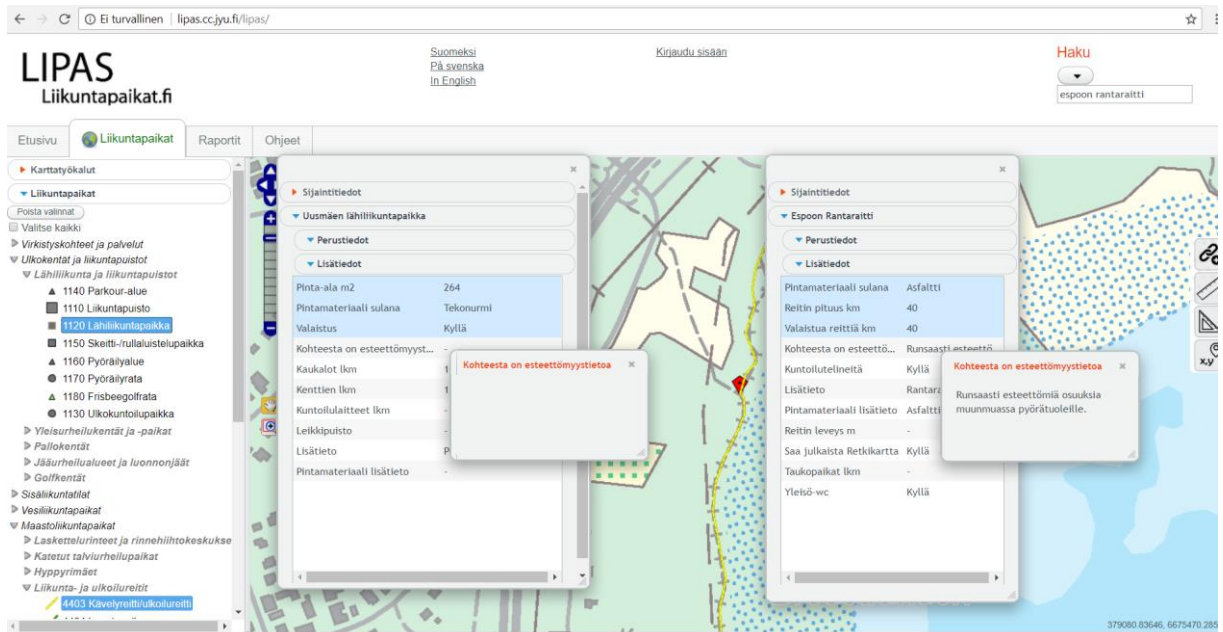 Ei turvallinen | lipas.cc.jyu.fi/lipas/
LIPAS
Liikuntapaikat.fi
Suomeksi
På svenska
In English
Kirjaudu sisään
Haku
espoon rantaraitti
Etusivu
Liikuntapaikat
Raportit
Ohjeet
Karttatyökalut
Liikuntapaikat
Poista valinnat
Valitse kaikki
Virkistyskohteet ja palvelut
Ulkokentät ja liikuntapuistot
Lähiliikunta ja liikuntapuistot
1140 Parkour-alue
1110 Liikuntapuisto
1120 Lähiliikuntapaikka
1150 Skeitti-/rullaluistelupaikka
1160 Pyöräilyalue
1170 Pyöräilyrata
1180 Frisbeegolfrata
1130 Ulkokuntoilupaikka
Yleisurheilukentät ja -paikat
Pallokentät
Jääurheilualueet ja luonnonjäät
Golfkentät
Sisäliikuntatilat
Vesiliikuntapaikat
Maastoliikuntapaikat
Laskettelurinteet ja rinnehiihtokeskukse
Katetut talviurheilupaikat
Hyppyrimäet
Liikunta- ja ulkoilureitit
4403 Kävelyreitti/ulkoilureitti
Sijaintitiedot
Uusmäen lähiliikuntapaikka
Perustiedot
Lisätiedot
Pinta-ala m2 264
Pintamateriaali sulana Tekonurmi
Valaistus Kyllä
Kohteesta on esteettömyyst... -
Kaukalot lkm 1
Kenttien lkm 1
Kuntoilulaitteet lkm -
Leikkipuisto -
Lisätieto P
Pintamateriaali lisätieto -
Kohteesta on esteettömyystietoa
Sijaintitiedot
Espoon Rantaraitti
Perustiedot
Lisätiedot
Pintamateriaali sulana Asfaltti
Reitin pituus km 40
Valaistua reittiä km 40
Kohteesta on esteettö... Runsaasti esteettö
Kuntoilutelineitä Kyllä
Lisätieto Rantara
Pintamateriaali lisätieto Asfaltti
Reitin leveys m -
Saa julkaista Retkikartta Kyllä
Taukopaikat lkm -
Yleisö-wc Kyllä
Kohteesta on esteettömyystietoa
Runsaasti esteettömiä osuuksia
muunmuassa pyörätuoleille.
x,y
379080.83646, 6675470.285